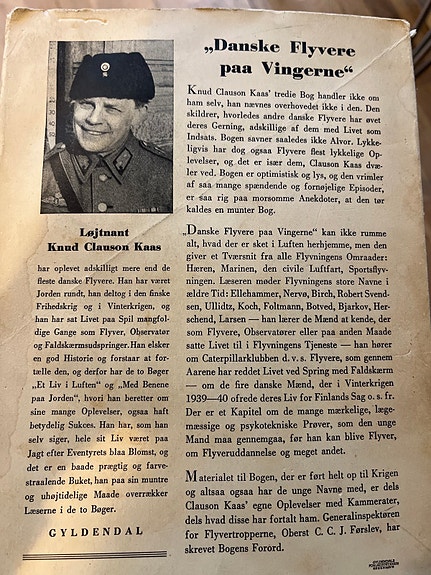 „Danske Flyvere
paa Vingerne“
Knud Clauson Kaas' tredie Bog handler ikke om
ham selv, han nævnes overhovedet ikke i den. Den
skildrer, hvorledes andre danske Flyvere har øvet
deres Gerning, adskillige af dem med Livet som
Indsats. Bogen savner saaledes ikke Alvor. Lykke-
ligvis har dog ogsaa Flyvere flest lykkelige Op-
levelser, og det er især dem, Clauson Kaas dvæ-
ler ved. Bogen er optimistisk og lys, og den vrimler
af saa mange spændende og fornøjelige Episoder,
er saa rig paa morsomme Anekdoter, at den tør
kaldes en munter Bog.
„Danske Flyvere paa Vingerne“ kan ikke rumme
alt, hvad der er sket i Luften herhjemme, men den
giver et Tværsnit fra alle Flyvningens Omraader:
Hæren, Marinen, den civile Luftfart, Sportsflyv-
ningen. Læseren møder Flyvningens store Navne i
ældre Tid: Ellehammer, Nervø, Birch, Robert Svend-
sen, Ullidtz, Koch, Foltmann, Botved, Bjarkov, Her-
schend, Larsen — han lærer de Mænd at kende, der
som Flyvere, Observatører eller paa anden Maade
satte Livet til i Flyvningens Tjeneste — han hører
om Caterpillarklubben d. v. s. Flyvere, som gennem
Aarene har reddet Livet ved Spring med Faldskærm
— om de fire danske Mænd, der i Vinterkrigen
1939—40 ofrede deres Liv for Finlands Sag o. s. fr.
Der er et Kapitel om de mange mærkelige, læge-
mæssige og psykotekniske Prøver, som den unge
Mand maa gennemgaa, før han kan blive Flyver,
om Flyveruddannelse og meget andet.
Materialet til Bogen, der er ført helt op til Krigen
og altsaa ogsaa har de unge Navne med, er dels
Clauson Kaas' egne Oplevelser med Kammerater,
dels hvad disse har fortalt ham. Generalinspektøren
for Flyvertropperne, Oberst C. C. J. Førslev, har
skrevet Bogens Forord.
Løjtnant
Knud Clauson Kaas
har oplevet adskilligt mere end de
fleste danske Flyvere. Han har været
Jorden rundt, han deltog i den finske
Frihedskrig og i Vinterkrigen, og
han har sat Livet paa Spil mangfol-
dige Gange som Flyver, Observatør
og Faldskærmsudspringer. Han elsker
en god Historie og forstaar at for-
tælle den, og derfor har de to Bøger
„Et Liv i Luften“ og „Med Benene
paa Jorden“, hvori han beretter om
sine mange Oplevelser, ogsaa haft
betydelig Sukces. Han har, som han
selv siger, hele sit Liv været paa
Jagt efter Eventyrets blaa Blomst, og
det er en baade prægtig og farve-
straalende Buket, han paa sin muntre
og uhøjtidelige Maade overrækker
Læserne i de to Bøger.
GYLDENDAL